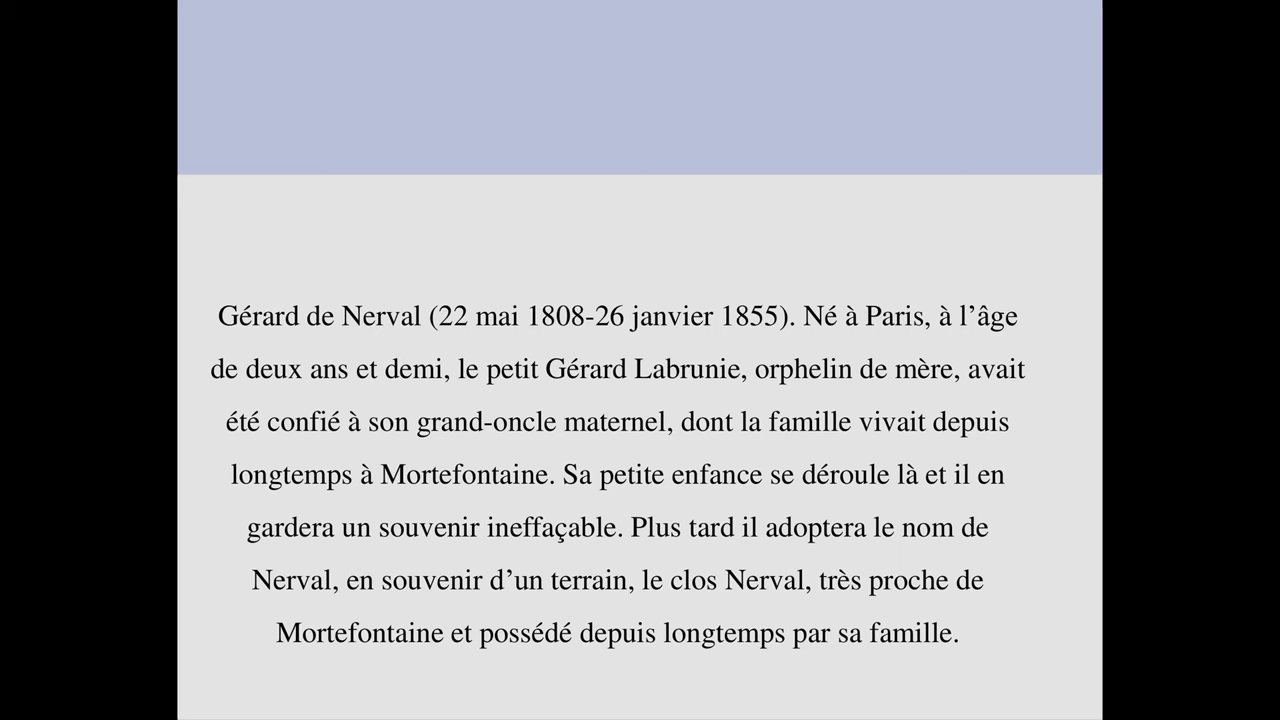 Gérard de Nerval (22 mai 1808-26 janvier 1855). Né à Paris, à l’âge
de deux ans et demi, le petit Gérard Labrunie, orphelin de mère, avait
été confié à son grand-oncle maternel, dont la famille vivait depuis
longtemps à Mortefontaine. Sa petite enfance se déroule là et il en
gardera un souvenir ineffaçable. Plus tard il adoptera le nom de
Nerval, en souvenir d’un terrain, le clos Nerval, très proche de
Mortefontaine et possédé depuis longtemps par sa famille.